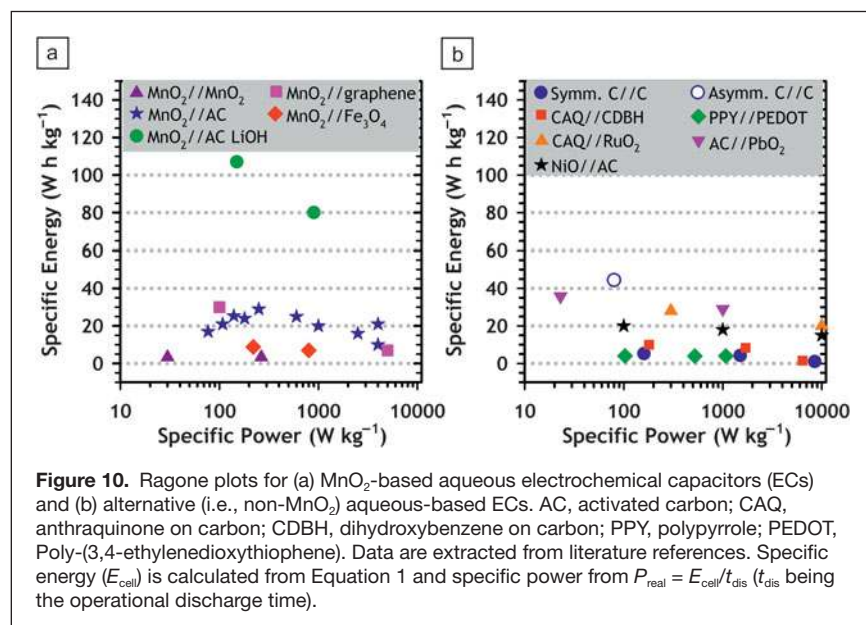 a
MnO₂//MnO₂ MnO₂//graphene
MnO₂//AC MnO₂//Fe₃O₄
MnO₂//AC LiOH
140
120
100
80
60
40
20
0
Specific Energy (W h kg⁻¹)
10 100 1000 10000
Specific Power (W kg⁻¹)
b
Symm. C//C Asymm. C//C
CAQ//CDBH PPY//PEDOT
CAQ//RuO₂ AC//PbO₂
NiO//AC
140
120
100
80
60
40
20
0
Specific Energy (W h kg⁻¹)
10 100 1000 10000
Specific Power (W kg⁻¹)
Figure 10. Ragone plots for (a) MnO₂-based aqueous electrochemical capacitors (ECs)
and (b) alternative (i.e., non-MnO₂) aqueous-based ECs. AC, activated carbon; CAQ,
anthraquinone on carbon; CDBH, dihydroxybenzene on carbon; PPY, polypyrrole; PEDOT,
Poly-(3,4-ethylenedioxythiophene). Data are extracted from literature references. Specific
energy (E_cell) is calculated from Equation 1 and specific power from P_real = E_cell/t_dis (t_dis being
the operational discharge time).